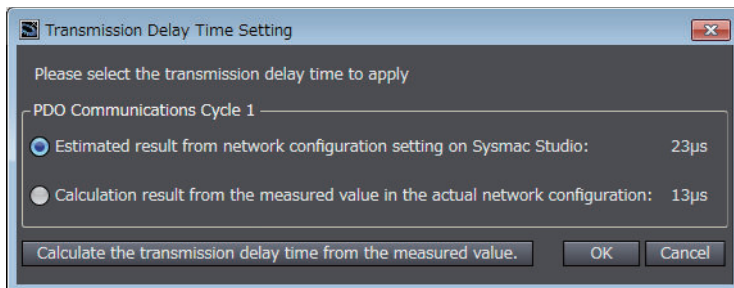 Transmission Delay Time Setting
Please select the transmission delay time to apply
PDO Communications Cycle 1
Estimated result from network configuration setting on Sysmac Studio: 23µs
Calculation result from the measured value in the actual network configuration: 13µs
Calculate the transmission delay time from the measured value. OK Cancel